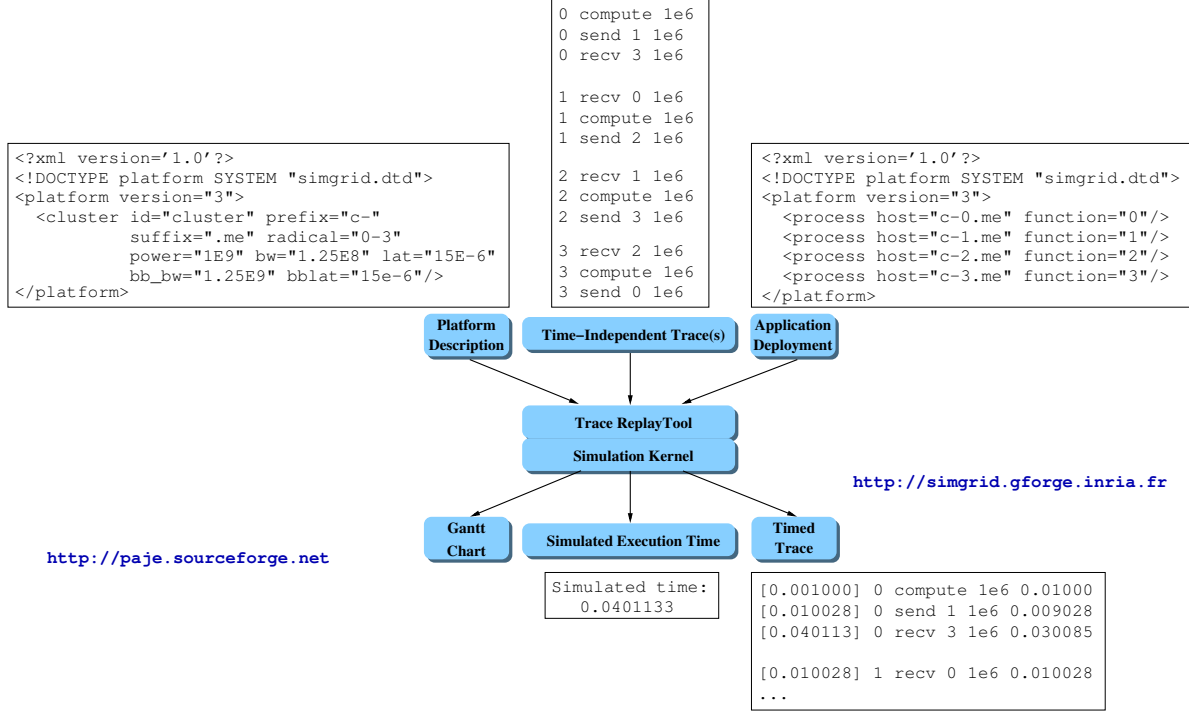 0 compute 1e6
0 send 1 1e6
0 recv 3 1e6
1 recv 0 1e6
1 compute 1e6
1 send 2 1e6
2 recv 1 1e6
2 compute 1e6
2 send 3 1e6
3 recv 2 1e6
3 compute 1e6
3 send 0 1e6
<?xml version='1.0'?>
<!DOCTYPE platform SYSTEM "simgrid.dtd">
<platform version="3">
<cluster id="cluster" prefix="c-"
suffix=".me" radical="0-3"
power="1E9" bw="1.25E8" lat="15E-6"
bb_bw="1.25E9" bblat="15e-6"/>
</platform>
<?xml version='1.0'?>
<!DOCTYPE platform SYSTEM "simgrid.dtd">
<platform version="3">
<process host="c-0.me" function="0"/>
<process host="c-1.me" function="1"/>
<process host="c-2.me" function="2"/>
<process host="c-3.me" function="3"/>
</platform>
Platform
Description
Time-Independent Trace(s)
Application
Deployment
Trace ReplayTool
Simulation Kernel
http://simgrid.gforge.inria.fr
Gantt
Chart
Simulated Execution Time
Timed
Trace
http://paje.sourceforge.net
Simulated time:
0.0401133
[0.001000] 0 compute 1e6 0.01000
[0.010028] 0 send 1 1e6 0.009028
[0.040113] 0 recv 3 1e6 0.030085
[0.010028] 1 recv 0 1e6 0.010028
...